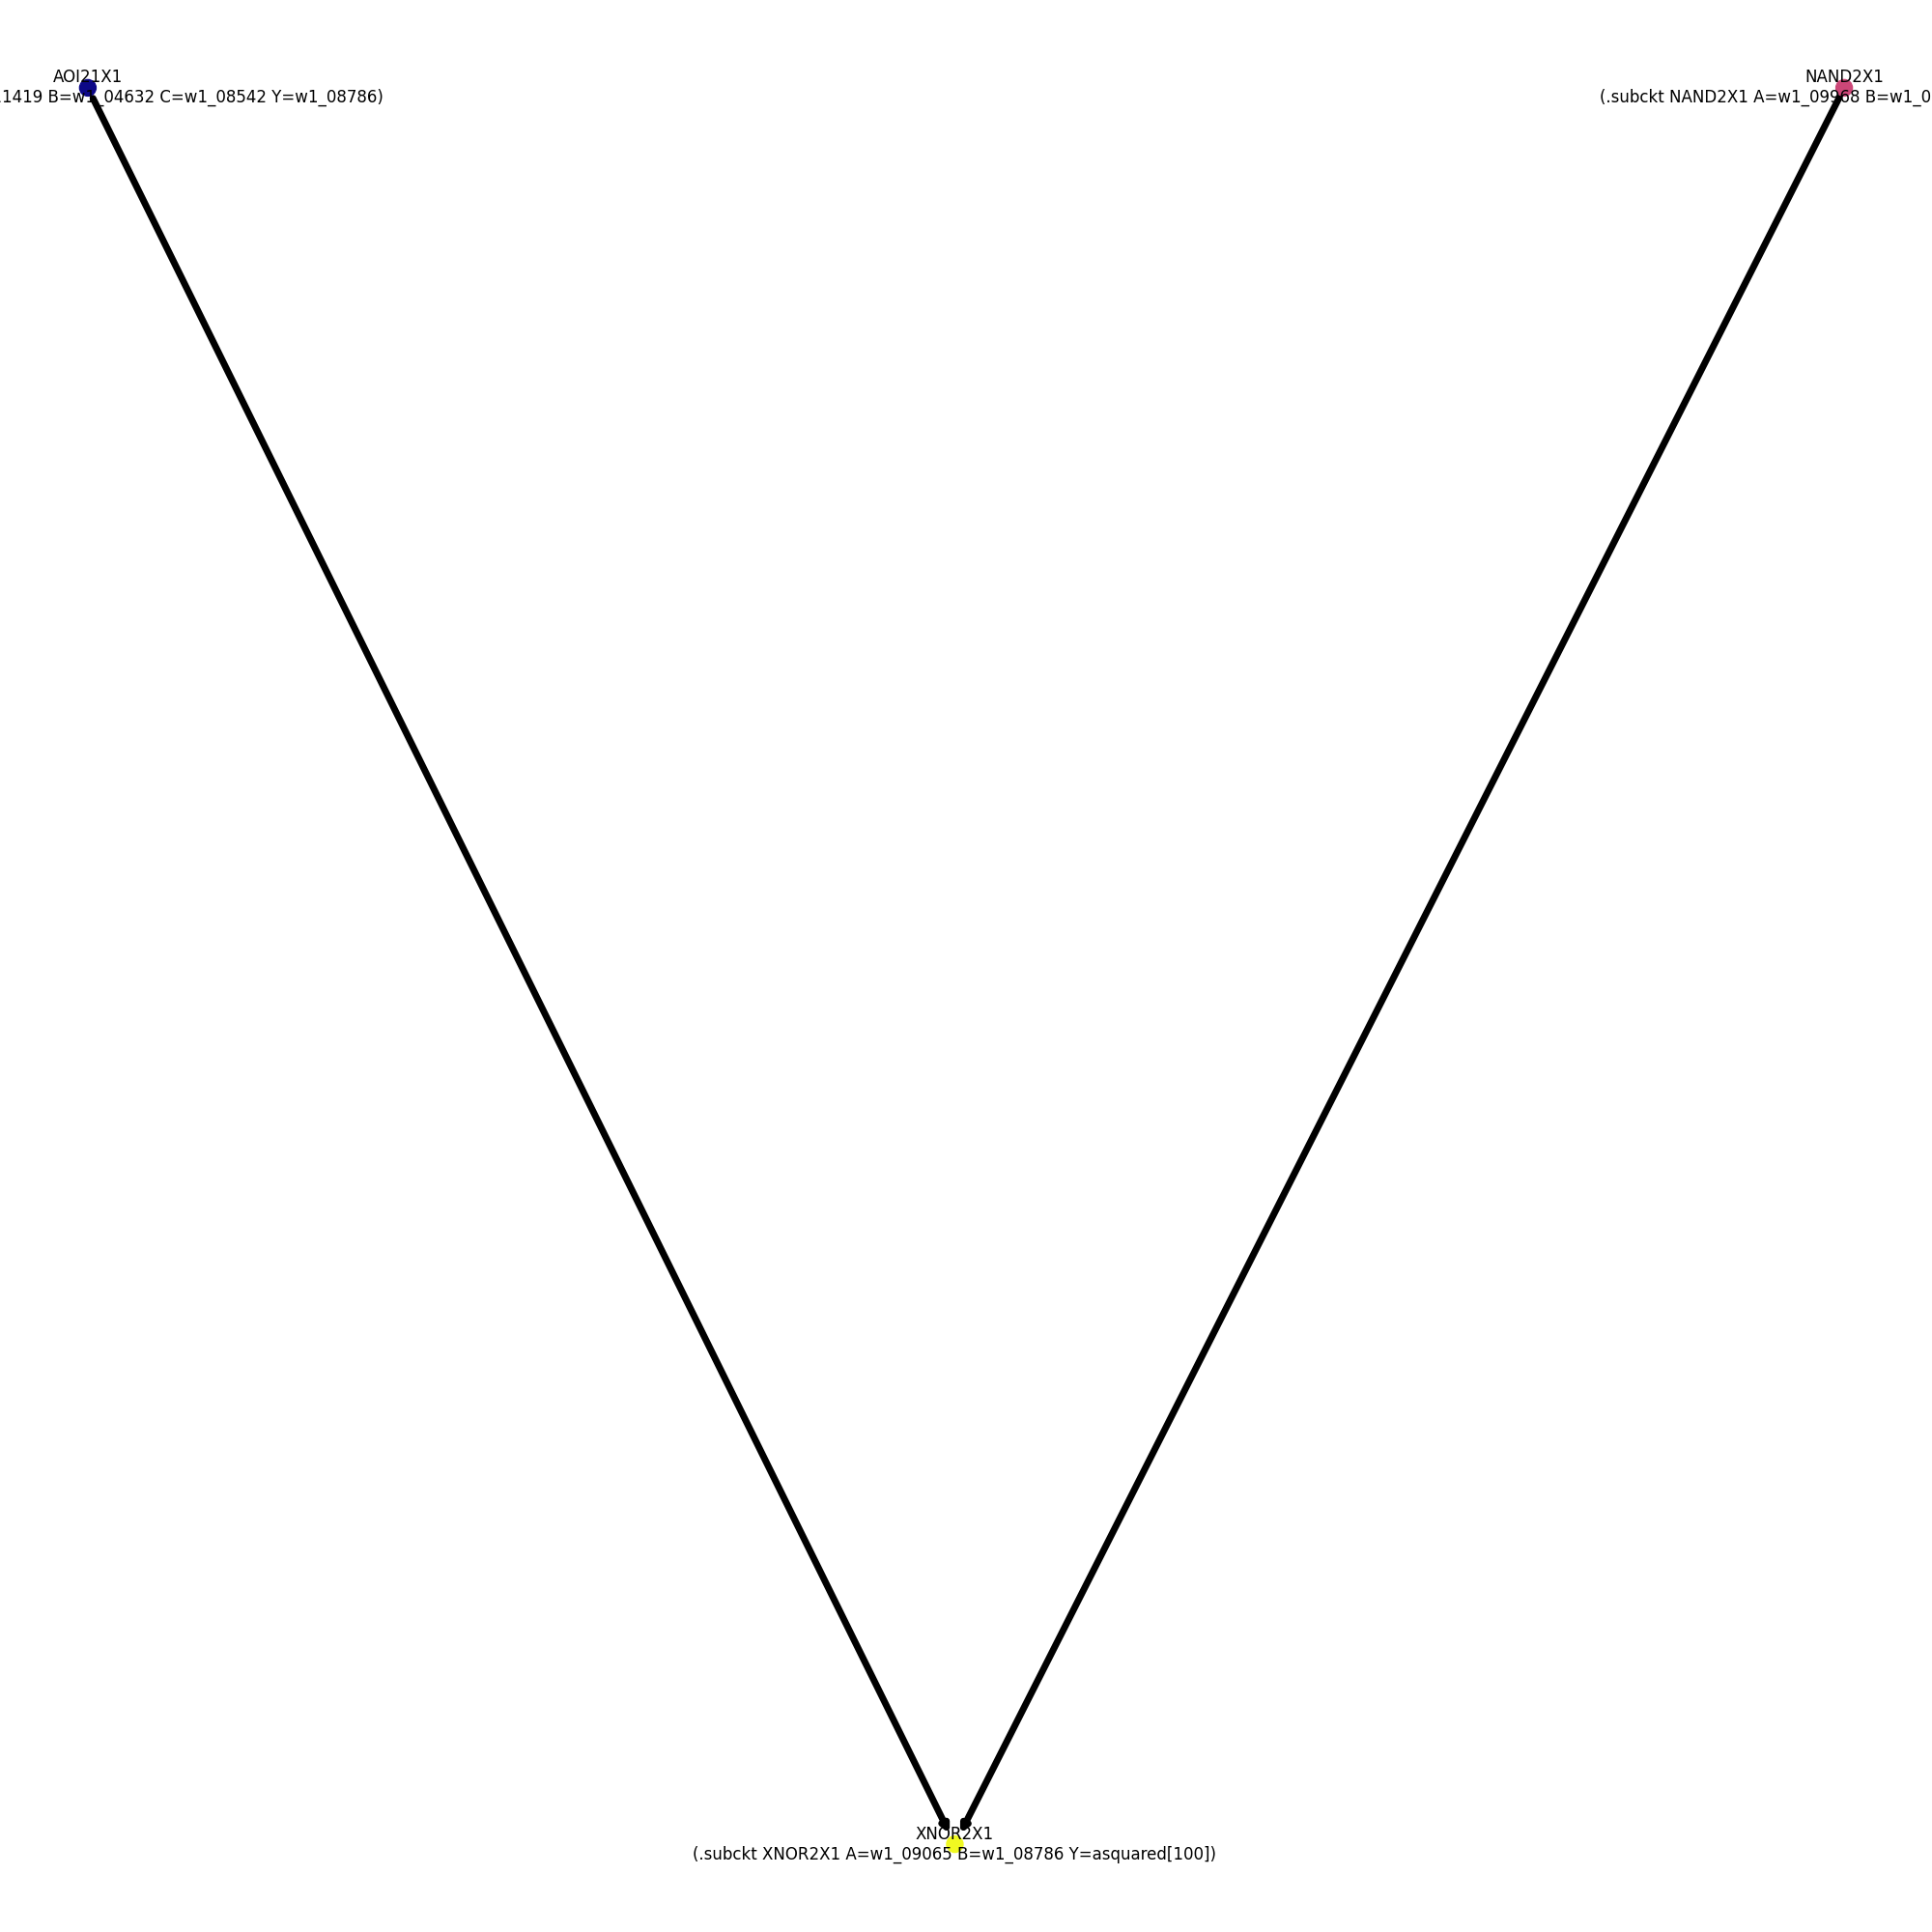 AOI21X1
1419 B=w1_04632 C=w1_08542 Y=w1_08786)
NAND2X1
(.subckt NAND2X1 A=w1_09968 B=w1_0
XNOR2X1
(.subckt XNOR2X1 A=w1_09065 B=w1_08786 Y=asquared[100])